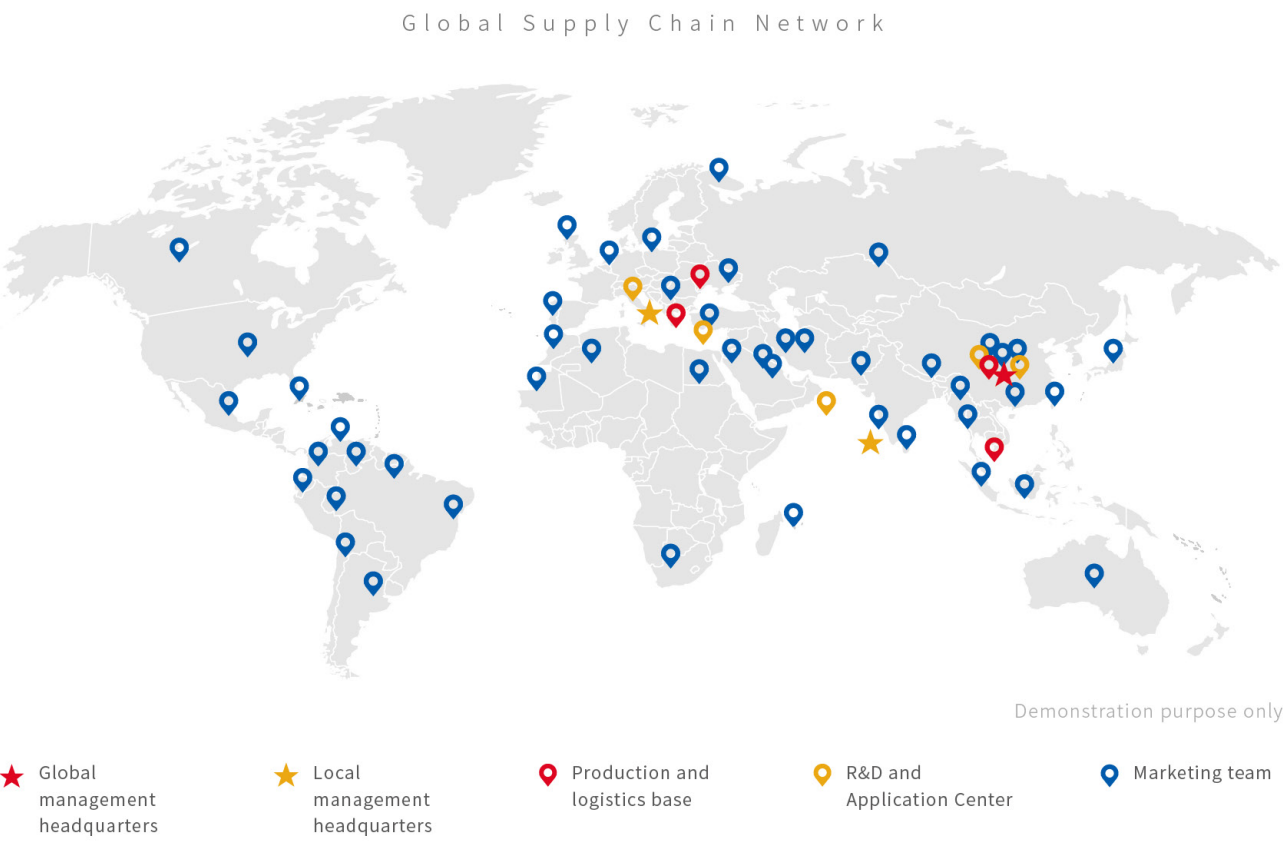 Global Supply Chain Network
Demonstration purpose only
Global
management
headquarters
Local
management
headquarters
Production and
logistics base
R&D and
Application Center
Marketing team